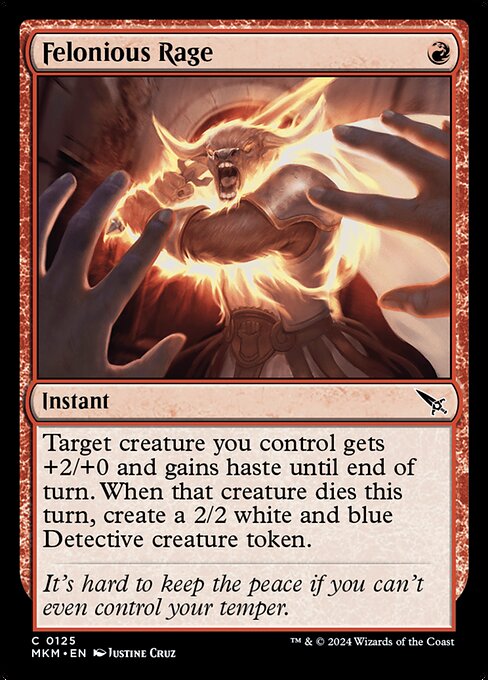 Felonious Rage
Instant
Target creature you control gets
+2/+0 and gains haste until end of
turn. When that creature dies this
turn, create a 2/2 white and blue
Detective creature token.
It's hard to keep the peace if you can't
even control your temper.
C 0125
MKM • EN Justine Cruz
™ & © 2024 Wizards of the Coast